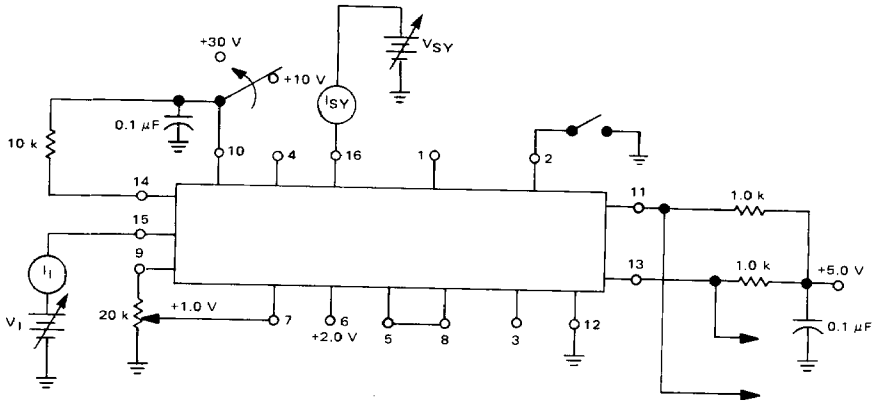 +30 V
+10 V
V_SY
I_SY
0.1 µF
10 k
10
4
16
1
2
14
11
1.0 k
15
9
13
1.0 k
+5.0 V
I_I
V_I
20 k
+1.0 V
7
6
+2.0 V
5
8
3
12
0.1 µF